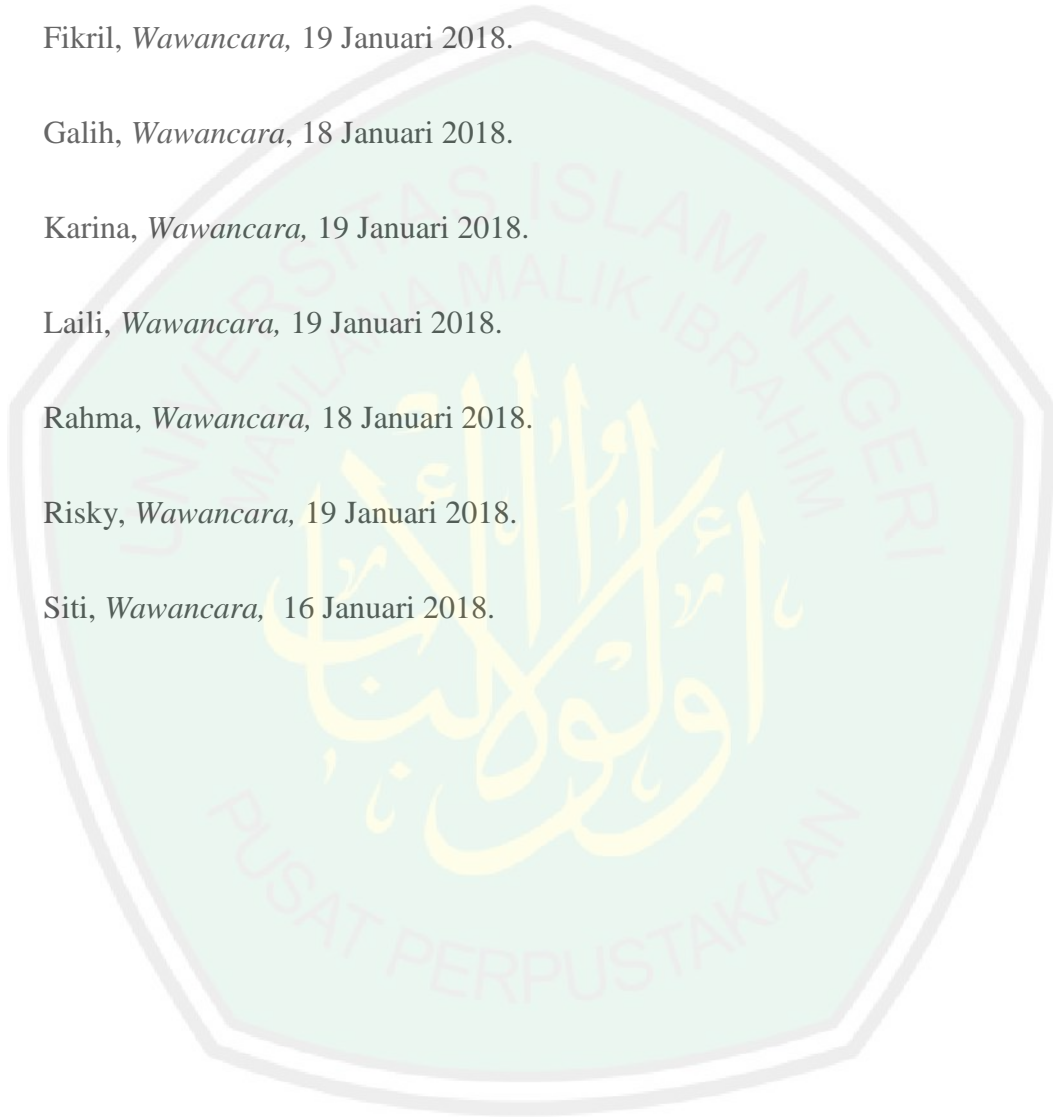 Fikril, Wawancara, 19 Januari 2018.
Galih, Wawancara, 18 Januari 2018.
Karina, Wawancara, 19 Januari 2018.
Laili, Wawancara, 19 Januari 2018.
Rahma, Wawancara, 18 Januari 2018.
Risky, Wawancara, 19 Januari 2018.
Siti, Wawancara, 16 Januari 2018.
UNIVERSITAS ISLAM NEGERI
MAULANA MALIK IBRAHIM
PUSAT PERPUSTAKAAN